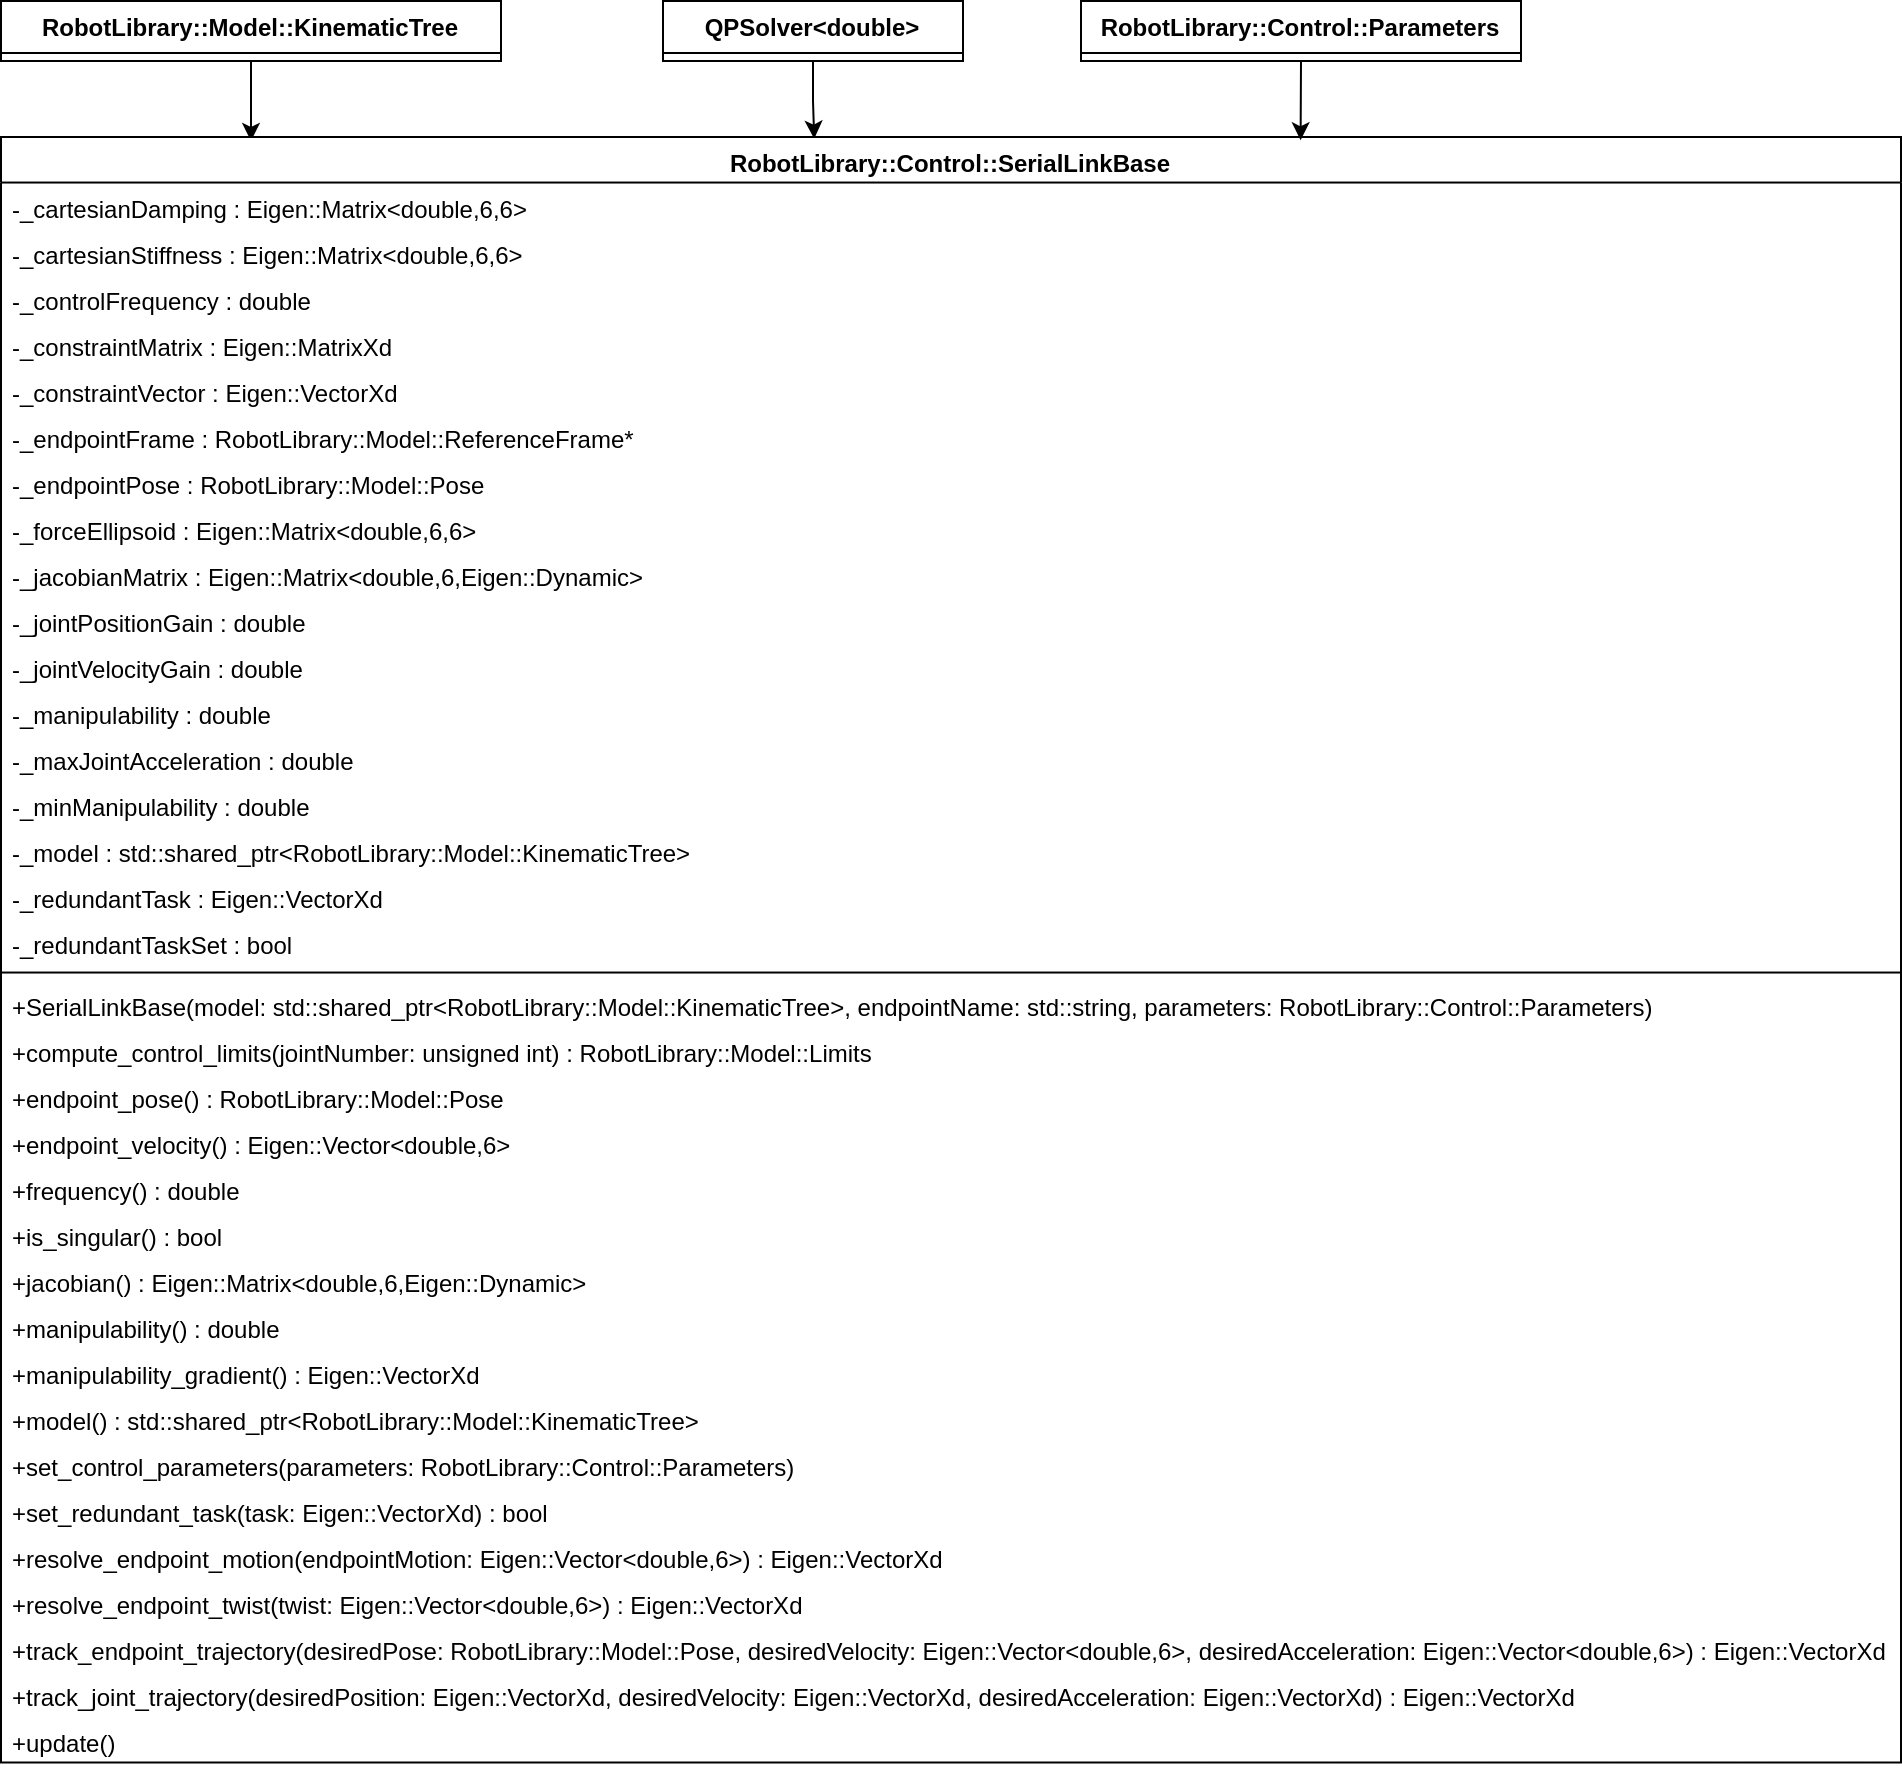 RobotLibrary::Model::KinematicTree
QPSolver<double>
RobotLibrary::Control::Parameters
RobotLibrary::Control::SerialLinkBase
-_cartesianDamping : Eigen::Matrix<double,6,6>
-_cartesianStiffness : Eigen::Matrix<double,6,6>
-_controlFrequency : double
-_constraintMatrix : Eigen::MatrixXd
-_constraintVector : Eigen::VectorXd
-_endpointFrame : RobotLibrary::Model::ReferenceFrame*
-_endpointPose : RobotLibrary::Model::Pose
-_forceEllipsoid : Eigen::Matrix<double,6,6>
-_jacobianMatrix : Eigen::Matrix<double,6,Eigen::Dynamic>
-_jointPositionGain : double
-_jointVelocityGain : double
-_manipulability : double
-_maxJointAcceleration : double
-_minManipulability : double
-_model : std::shared_ptr<RobotLibrary::Model::KinematicTree>
-_redundantTask : Eigen::VectorXd
-_redundantTaskSet : bool
+SerialLinkBase(model: std::shared_ptr<RobotLibrary::Model::KinematicTree>, endpointName: std::string, parameters: RobotLibrary::Control::Parameters)
+compute_control_limits(jointNumber: unsigned int) : RobotLibrary::Model::Limits
+endpoint_pose() : RobotLibrary::Model::Pose
+endpoint_velocity() : Eigen::Vector<double,6>
+frequency() : double
+is_singular() : bool
+jacobian() : Eigen::Matrix<double,6,Eigen::Dynamic>
+manipulability() : double
+manipulability_gradient() : Eigen::VectorXd
+model() : std::shared_ptr<RobotLibrary::Model::KinematicTree>
+set_control_parameters(parameters: RobotLibrary::Control::Parameters)
+set_redundant_task(task: Eigen::VectorXd) : bool
+resolve_endpoint_motion(endpointMotion: Eigen::Vector<double,6>) : Eigen::VectorXd
+resolve_endpoint_twist(twist: Eigen::Vector<double,6>) : Eigen::VectorXd
+track_endpoint_trajectory(desiredPose: RobotLibrary::Model::Pose, desiredVelocity: Eigen::Vector<double,6>, desiredAcceleration: Eigen::Vector<double,6>) : Eigen::VectorXd
+track_joint_trajectory(desiredPosition: Eigen::VectorXd, desiredVelocity: Eigen::VectorXd, desiredAcceleration: Eigen::VectorXd) : Eigen::VectorXd
+update()